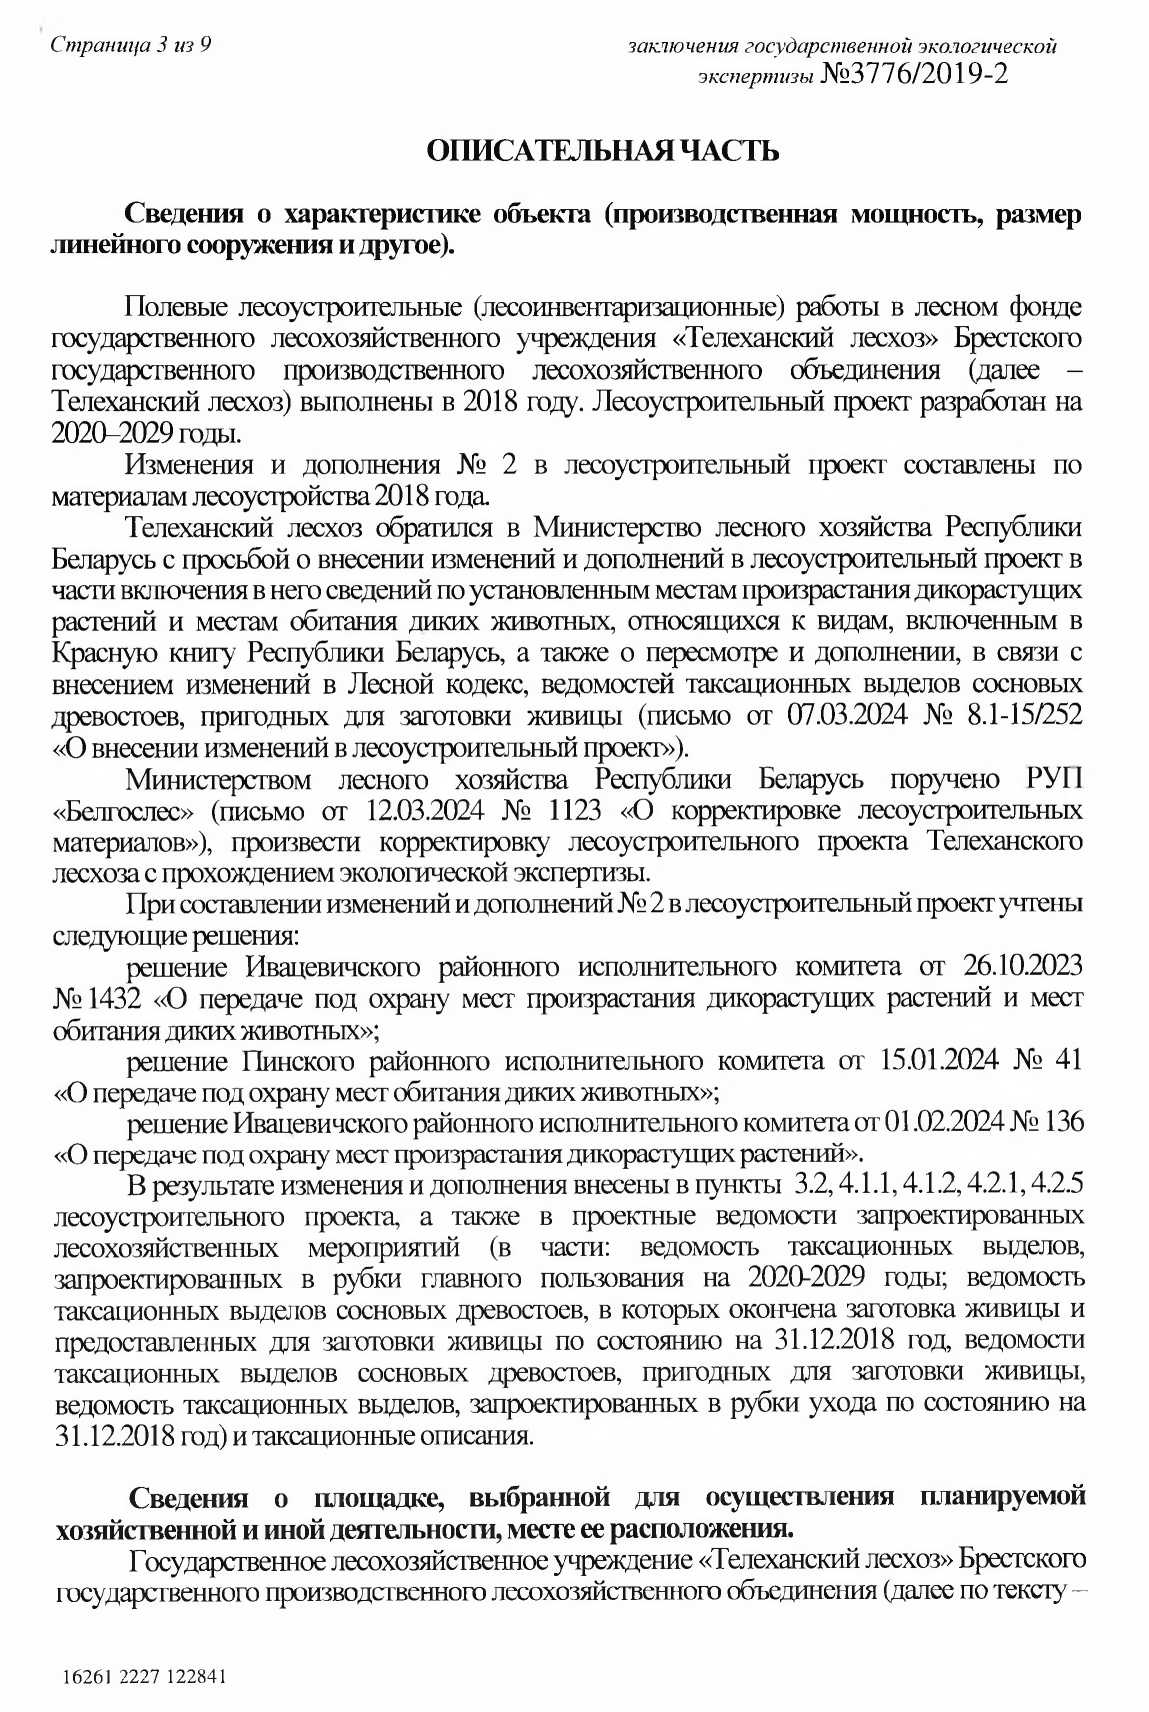 Страница 3 из 9
заключения государственной экологической
экспертизы №3776/2019-2
ОПИСАТЕЛЬНАЯ ЧАСТЬ
Сведения о характеристике объекта (производственная мощность, размер
линейного сооружения и другое).
Полевые лесоустроительные (лесоинвентаризационные) работы в лесном фонде
государственного лесохозяйственного учреждения «Телеханский лесхоз» Брестского
государственного производственного лесохозяйственного объединения (далее –
Телеханский лесхоз) выполнены в 2018 году. Лесоустроительный проект разработан на
2020–2029 годы.
Изменения и дополнения № 2 в лесоустроительный проект составлены по
материалам лесоустройства 2018 года.
Телеханский лесхоз обратился в Министерство лесного хозяйства Республики
Беларусь с просьбой о внесении изменений и дополнений в лесоустроительный проект в
части включения в него сведений по установленным местам произрастания дикорастущих
растений и местам обитания диких животных, относящихся к видам, включенным в
Красную книгу Республики Беларусь, а также о пересмотре и дополнении, в связи с
внесением изменений в Лесной кодекс, ведомостей таксационных выделов сосновых
древостоев, пригодных для заготовки живицы (письмо от 07.03.2024 № 8.1-15/252
«О внесении изменений в лесоустроительный проект»).
Министерством лесного хозяйства Республики Беларусь поручено РУП
«Белгослес» (письмо от 12.03.2024 № 1123 «О корректировке лесоустроительных
материалов»), произвести корректировку лесоустроительного проекта Телеханского
лесхоза с прохождением экологической экспертизы.
При составлении изменений и дополнений № 2 в лесоустроительный проект учтены
следующие решения:
решение Ивацевичского районного исполнительного комитета от 26.10.2023
№ 1432 «О передаче под охрану мест произрастания дикорастущих растений и мест
обитания диких животных»;
решение Пинского районного исполнительного комитета от 15.01.2024 № 41
«О передаче под охрану мест обитания диких животных»;
решение Ивацевичского районного исполнительного комитета от 01.02.2024 № 136
«О передаче под охрану мест произрастания дикорастущих растений».
В результате изменения и дополнения внесены в пункты 3.2, 4.1.1, 4.1.2, 4.2.1, 4.2.5
лесоустроительного проекта, а также в проектные ведомости запроектированных
лесохозяйственных мероприятий (в части: ведомость таксационных выделов,
запроектированных в рубки главного пользования на 2020-2029 годы; ведомость
таксационных выделов сосновых древостоев, в которых окончена заготовка живицы и
предоставленных для заготовки живицы по состоянию на 31.12.2018 год, ведомости
таксационных выделов сосновых древостоев, пригодных для заготовки живицы,
ведомость таксационных выделов, запроектированных в рубки ухода по состоянию на
31.12.2018 год) и таксационные описания.
Сведения о площадке, выбранной для осуществления планируемой
хозяйственной и иной деятельности, месте ее расположения.
Государственное лесохозяйственное учреждение «Телеханский лесхоз» Брестского
государственного производственного лесохозяйственного объединения (далее по тексту –
16261 2227 122841